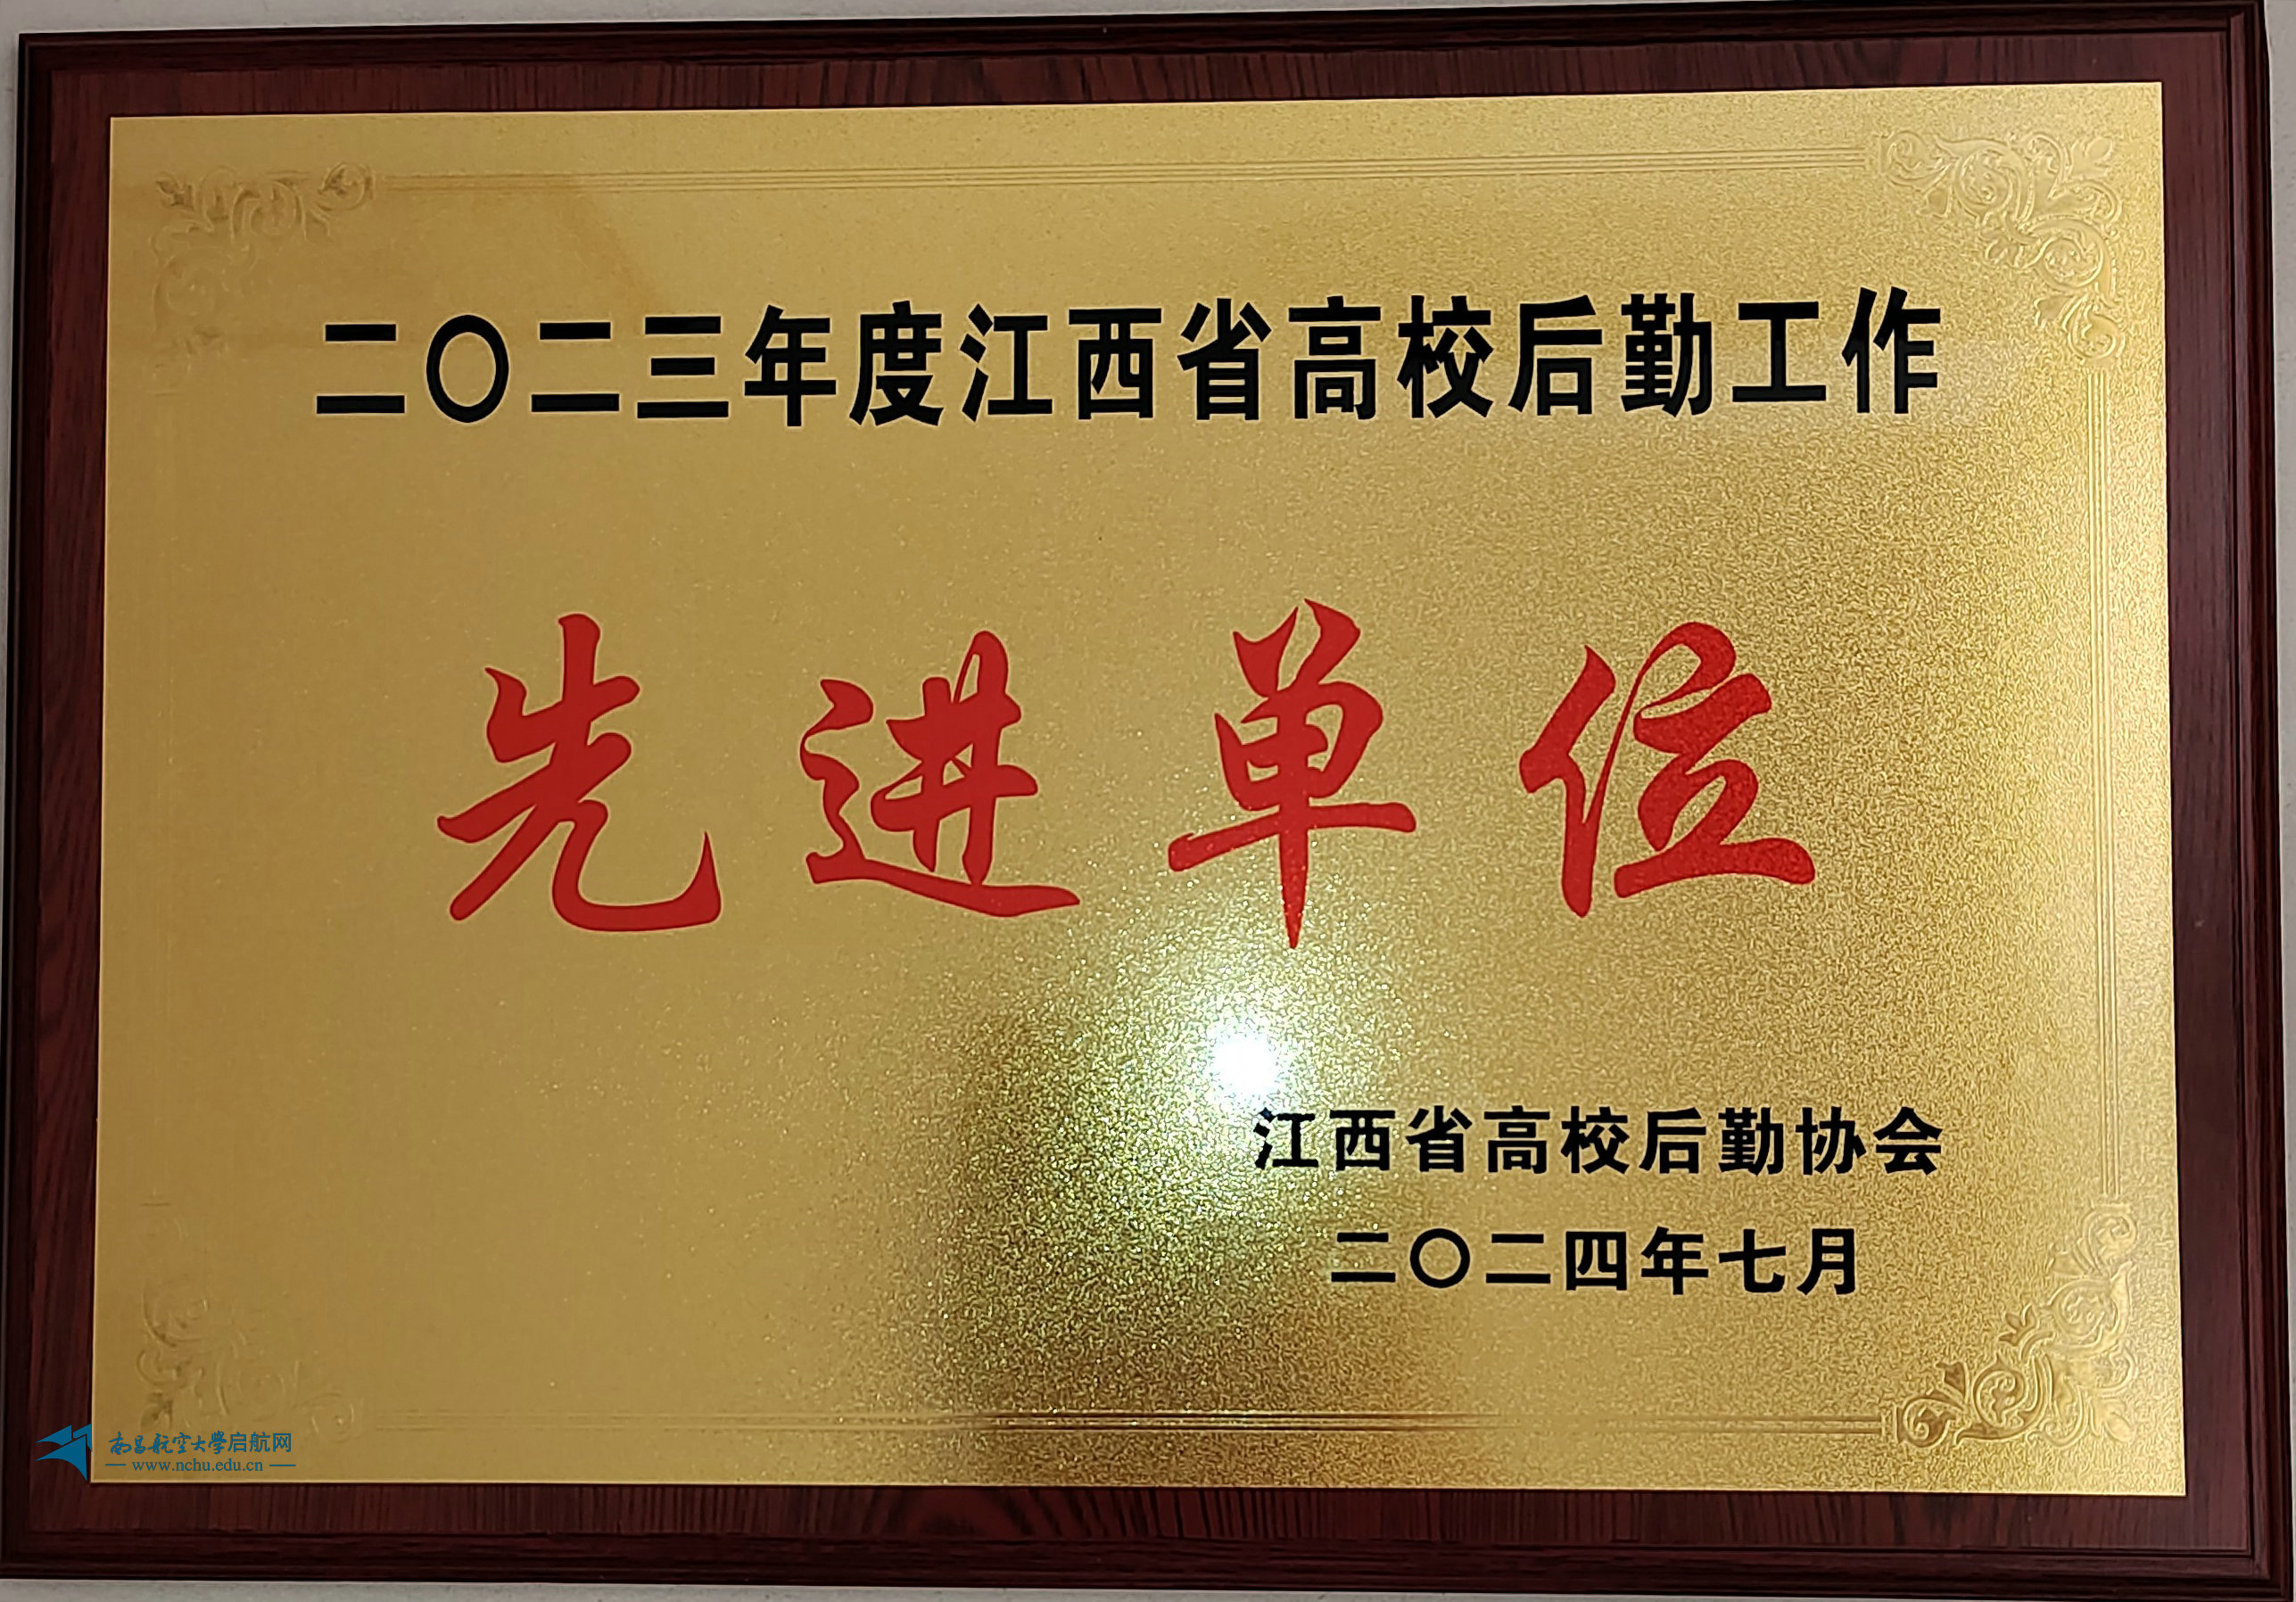 二〇二三年度江西省高校后勤工作
先进单位
江西省高校后勤协会
二〇二四年七月
南昌航空大學启航网
www.nchu.edu.cn